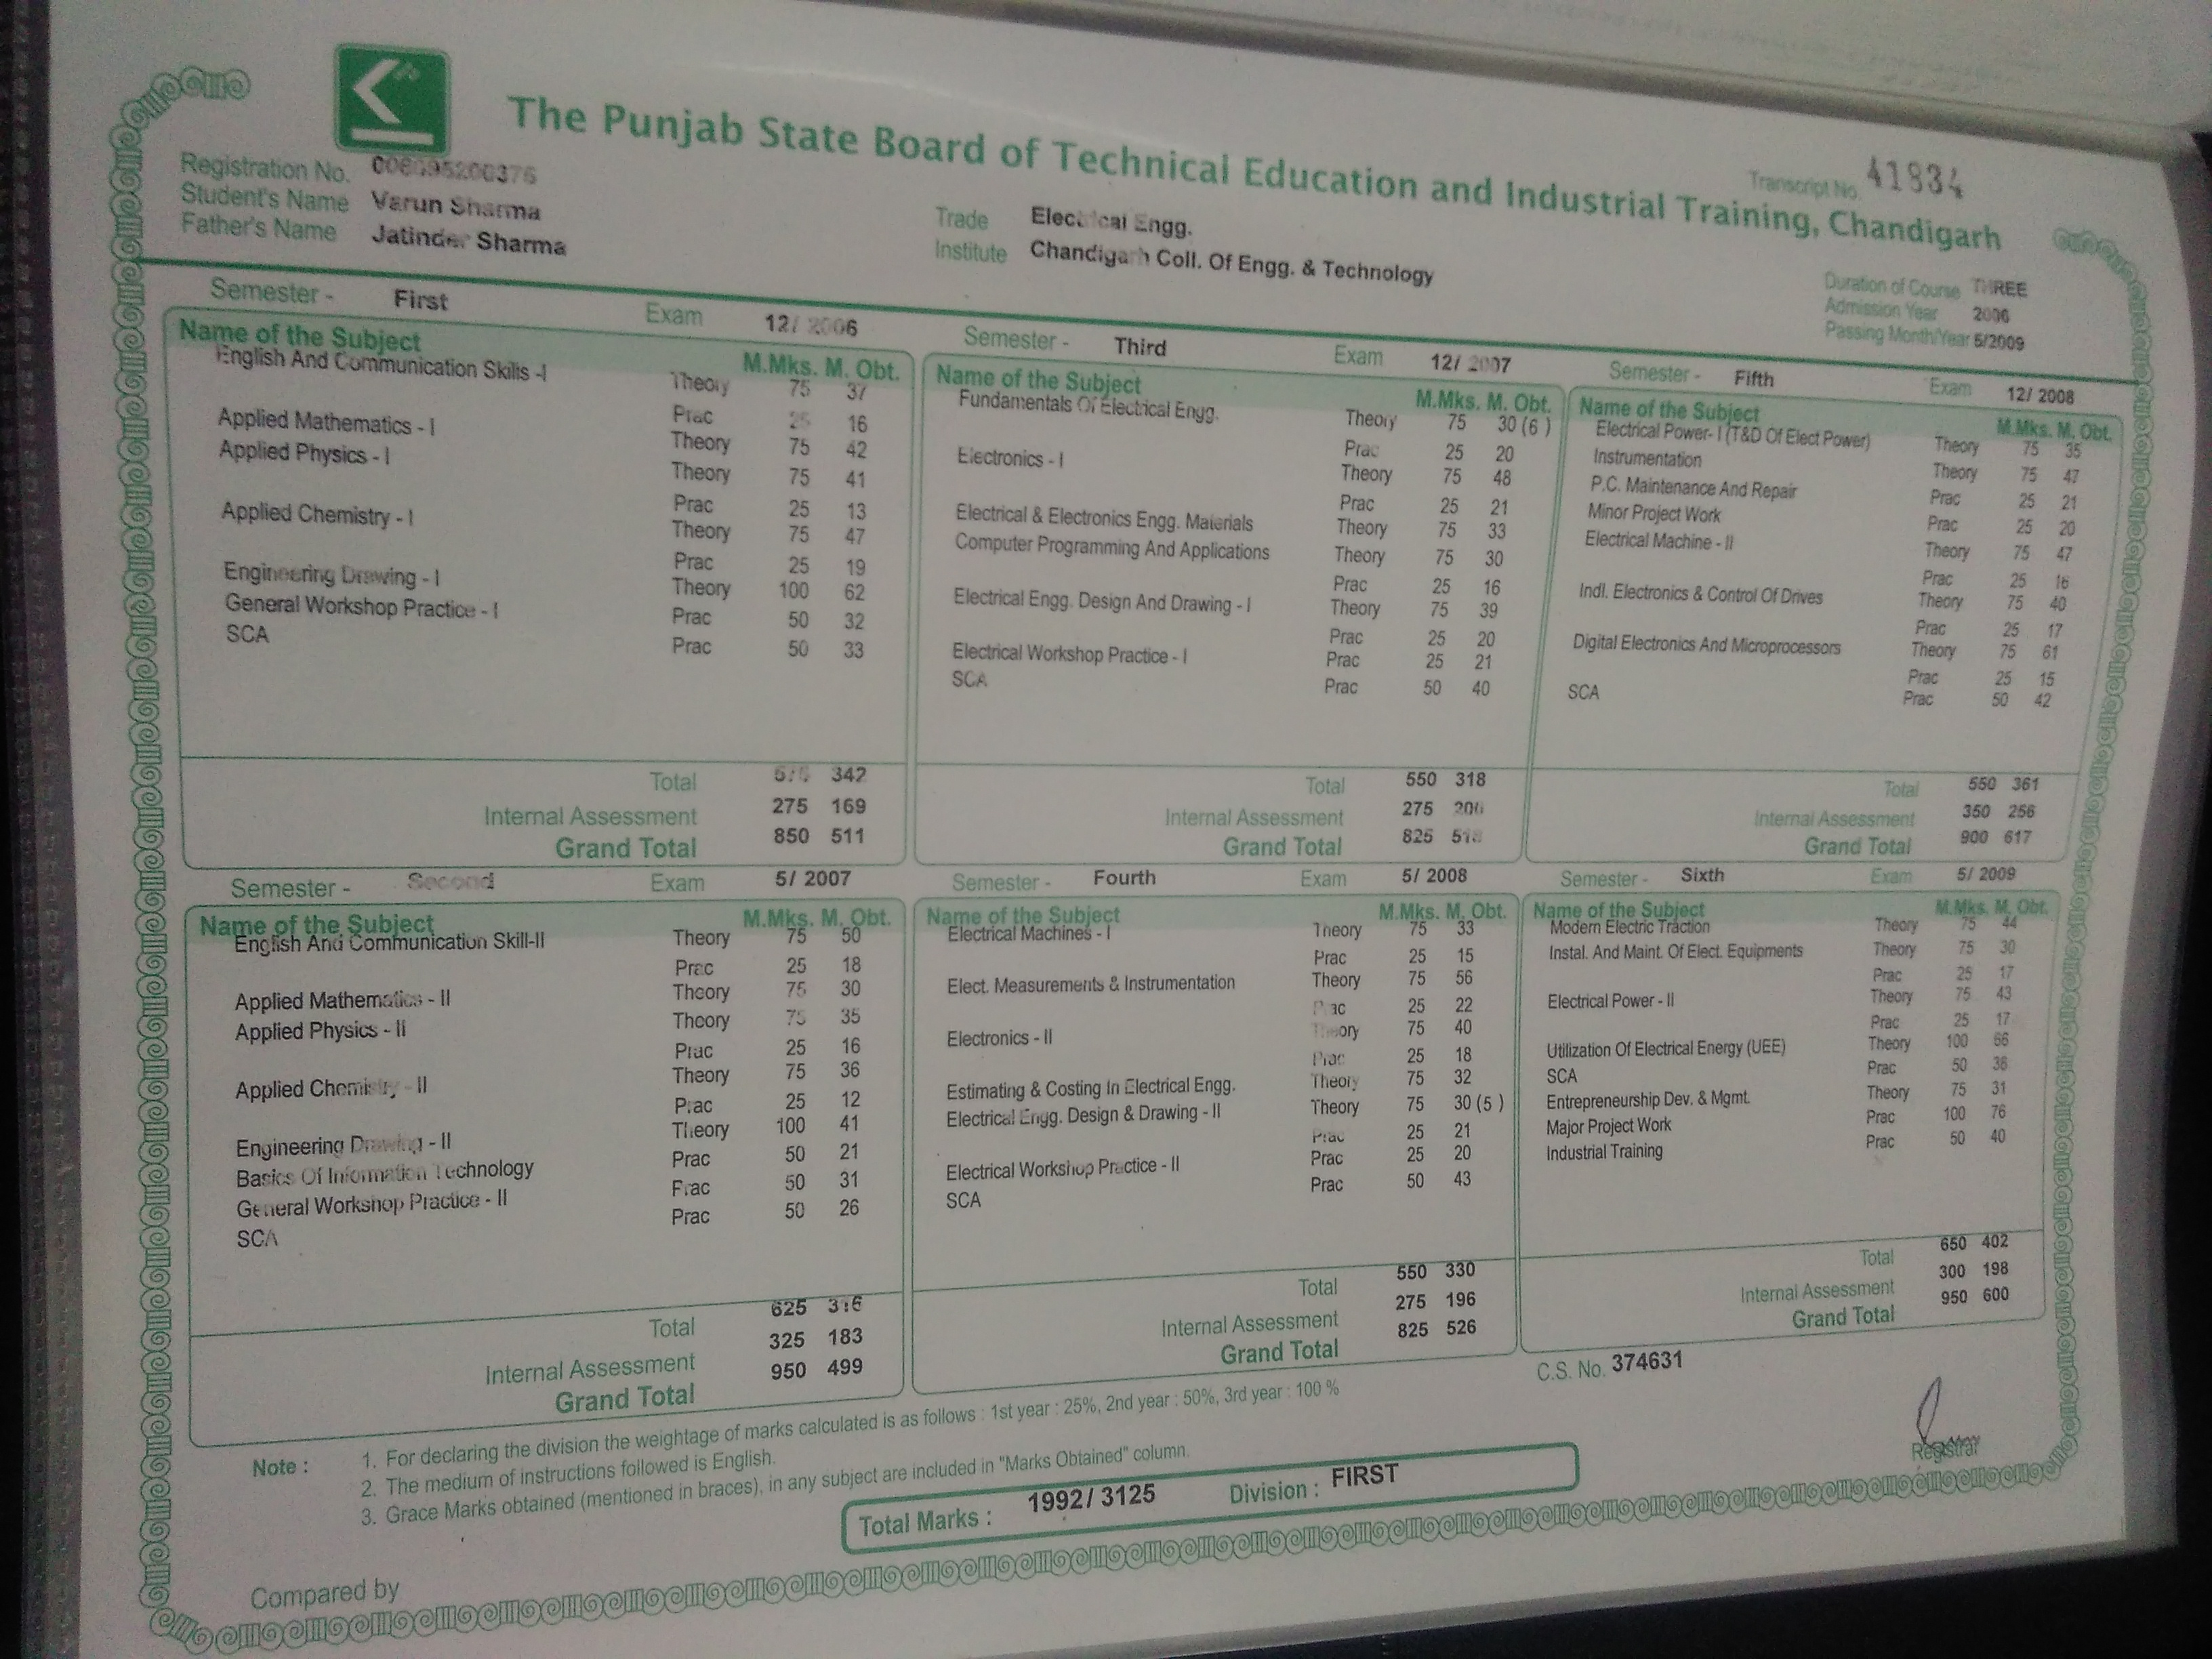 The Punjab State Board of Technical Education and Industrial Training, Chandigarh
Transcript No. 41834
Registration No.
Student's Name Varun Sharma
Father's Name Jatinder Sharma
Trade Electrical Engg.
Institute Chandigarh Coll. Of Engg. & Technology
Duration of Course THREE
Admission Year 2006
Passing Month/Year 5/2009
Semester - First Exam 12/ 2006
Name of the Subject M.Mks. M. Obt.
English And Communication Skills -I Theory 75 37
Prac 25 16
Applied Mathematics - I Theory 75 42
Applied Physics - I Theory 75 41
Prac 25 13
Applied Chemistry - I Theory 75 47
Prac 25 19
Engineering Drawing - I Theory 100 62
General Workshop Practice - I Prac 50 32
SCA Prac 50 33
Total 575 342
Internal Assessment 275 169
Grand Total 850 511
Semester - Third Exam 12/ 2007
Name of the Subject M.Mks. M. Obt.
Fundamentals Of Electrical Engg. Theory 75 30 (6 )
Prac 25 20
Electronics - I Theory 75 48
Prac 25 21
Electrical & Electronics Engg. Materials Theory 75 33
Computer Programming And Applications Theory 75 30
Prac 25 16
Electrical Engg. Design And Drawing - I Theory 75 39
Prac 25 20
Electrical Workshop Practice - I Prac 25 21
SCA Prac 50 40
Total 550 318
Internal Assessment 275 200
Grand Total 825 518
Semester - Fifth Exam 12/ 2008
Name of the Subject M.Mks. M. Obt.
Electrical Power- I (T&D Of Elect Power) Theory 75 35
Instrumentation Theory 75 47
P.C. Maintenance And Repair Prac 25 21
Minor Project Work Prac 25 20
Electrical Machine - II Theory 75 47
Prac 25 16
Indl. Electronics & Control Of Drives Theory 75 40
Prac 25 17
Digital Electronics And Microprocessors Theory 75 61
Prac 25 15
SCA Prac 50 42
Total 550 361
Internal Assessment 350 256
Grand Total 900 617
Semester - Second Exam 5/ 2007
Name of the Subject M.Mks. M. Obt.
English And Communication Skill-II Theory 75 50
Prac 25 18
Applied Mathematics - II Theory 75 30
Applied Physics - II Theory 75 35
Prac 25 16
Applied Chemistry - II Theory 75 36
Prac 25 12
Engineering Drawing - II Theory 100 41
Basics Of Information Technology Prac 50 21
General Workshop Practice - II Prac 50 31
SCA Prac 50 26
Total 625 316
Internal Assessment 325 183
Grand Total 950 499
Semester - Fourth Exam 5/ 2008
Name of the Subject M.Mks. M. Obt.
Electrical Machines - I Theory 75 33
Prac 25 15
Elect. Measurements & Instrumentation Theory 75 56
Prac 25 22
Electronics - II Theory 75 40
Prac 25 18
Estimating & Costing In Electrical Engg. Theory 75 32
Electrical Engg. Design & Drawing - II Theory 75 30 (5 )
Prac 25 21
Electrical Workshop Practice - II Prac 25 20
SCA Prac 50 43
Total 550 330
Internal Assessment 275 196
Grand Total 825 526
Semester - Sixth Exam 5/ 2009
Name of the Subject M.Mks. M. Obt.
Modern Electric Traction Theory 75 44
Instal. And Maint. Of Elect. Equipments Theory 75 30
Prac 25 17
Electrical Power - II Theory 75 43
Prac 25 17
Utilization Of Electrical Energy (UEE) Theory 100 66
SCA Prac 50 38
Entrepreneurship Dev. & Mgmt. Theory 75 31
Major Project Work Prac 100 76
Industrial Training Prac 50 40
Total 650 402
Internal Assessment 300 198
Grand Total 950 600
C.S. No. 374631
Note : 1. For declaring the division the weightage of marks calculated is as follows : 1st year : 25%, 2nd year : 50%, 3rd year : 100 %
2. The medium of instructions followed is English.
3. Grace Marks obtained (mentioned in braces), in any subject are included in "Marks Obtained" column.
Total Marks : 1992/ 3125 Division : FIRST
Registrar
Compared by